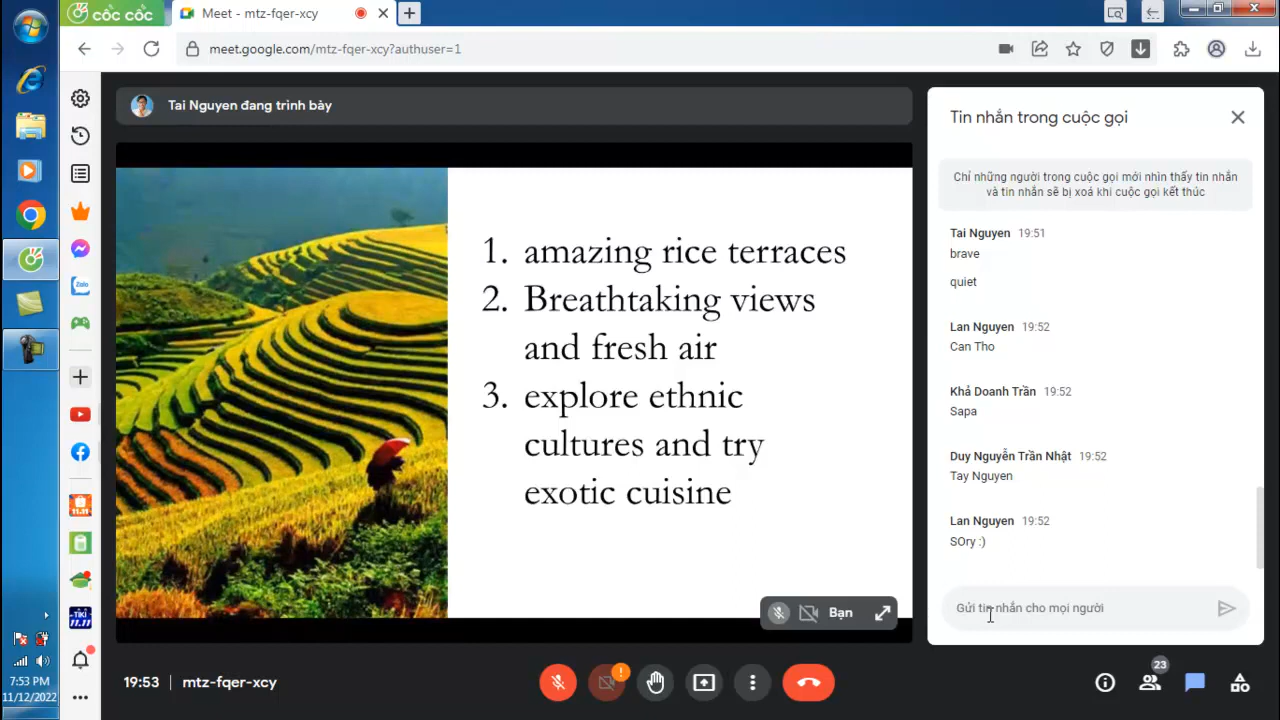 cốc cốc
Meet - mtz-fqer-xcy
meet.google.com/mtz-fqer-xcy?authuser=1
Tai Nguyen đang trình bày
1. amazing rice terraces
2. Breathtaking views
and fresh air
3. explore ethnic
cultures and try
exotic cuisine
Bạn
Tin nhắn trong cuộc gọi
Chỉ những người trong cuộc gọi mới nhìn thấy tin nhắn
và tin nhắn sẽ bị xoá khi cuộc gọi kết thúc
Tai Nguyen 19:51
brave
quiet
Lan Nguyen 19:52
Can Tho
Khả Doanh Trần 19:52
Sapa
Duy Nguyễn Trần Nhật 19:52
Tay Nguyen
Lan Nguyen 19:52
SOry :)
Gửi tin nhắn cho mọi người
Zalo
11.11
TIKI
11.11
19:53 | mtz-fqer-xcy
23
7:53 PM
11/12/2022